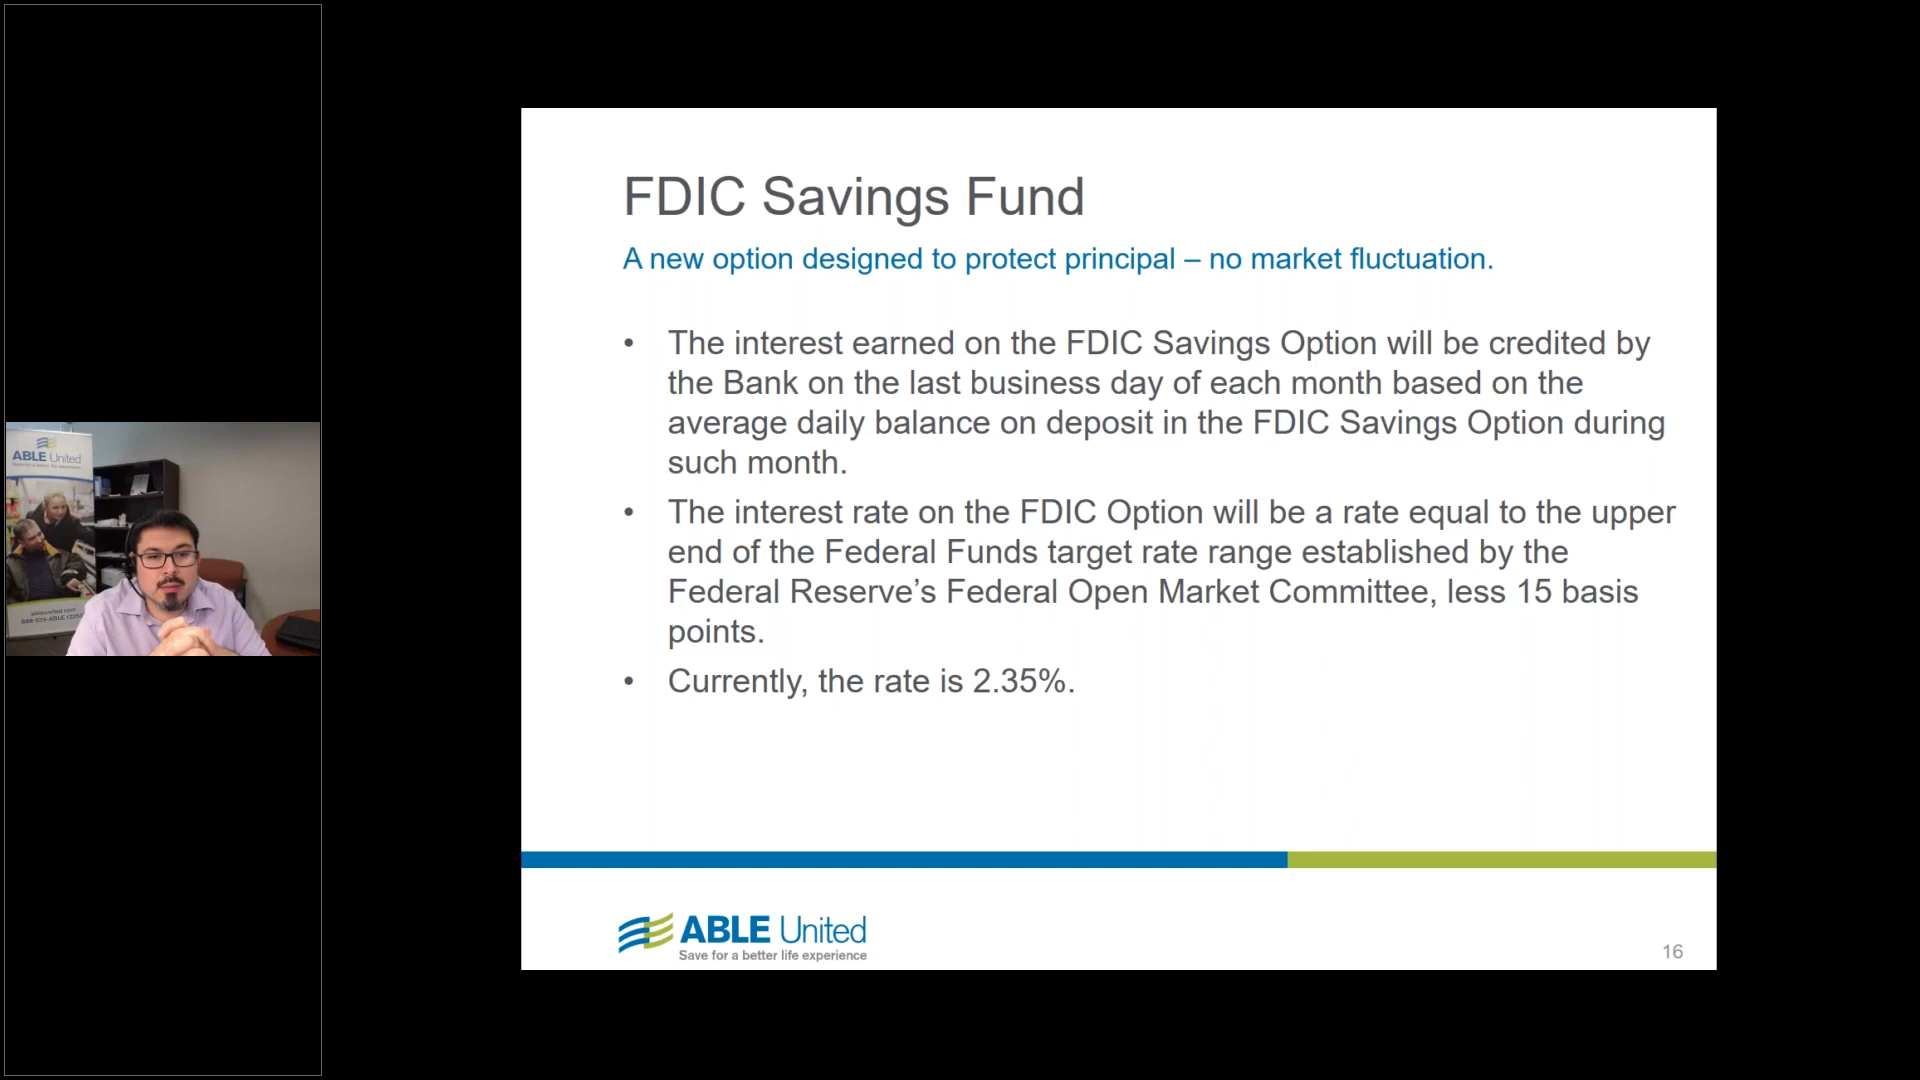 FDIC Savings Fund
A new option designed to protect principal – no market fluctuation.
• The interest earned on the FDIC Savings Option will be credited by
the Bank on the last business day of each month based on the
average daily balance on deposit in the FDIC Savings Option during
such month.
• The interest rate on the FDIC Option will be a rate equal to the upper
end of the Federal Funds target rate range established by the
Federal Reserve’s Federal Open Market Committee, less 15 basis
points.
• Currently, the rate is 2.35%.
ABLE United
Save for a better life experience
16
ABLE United
ableunited.com